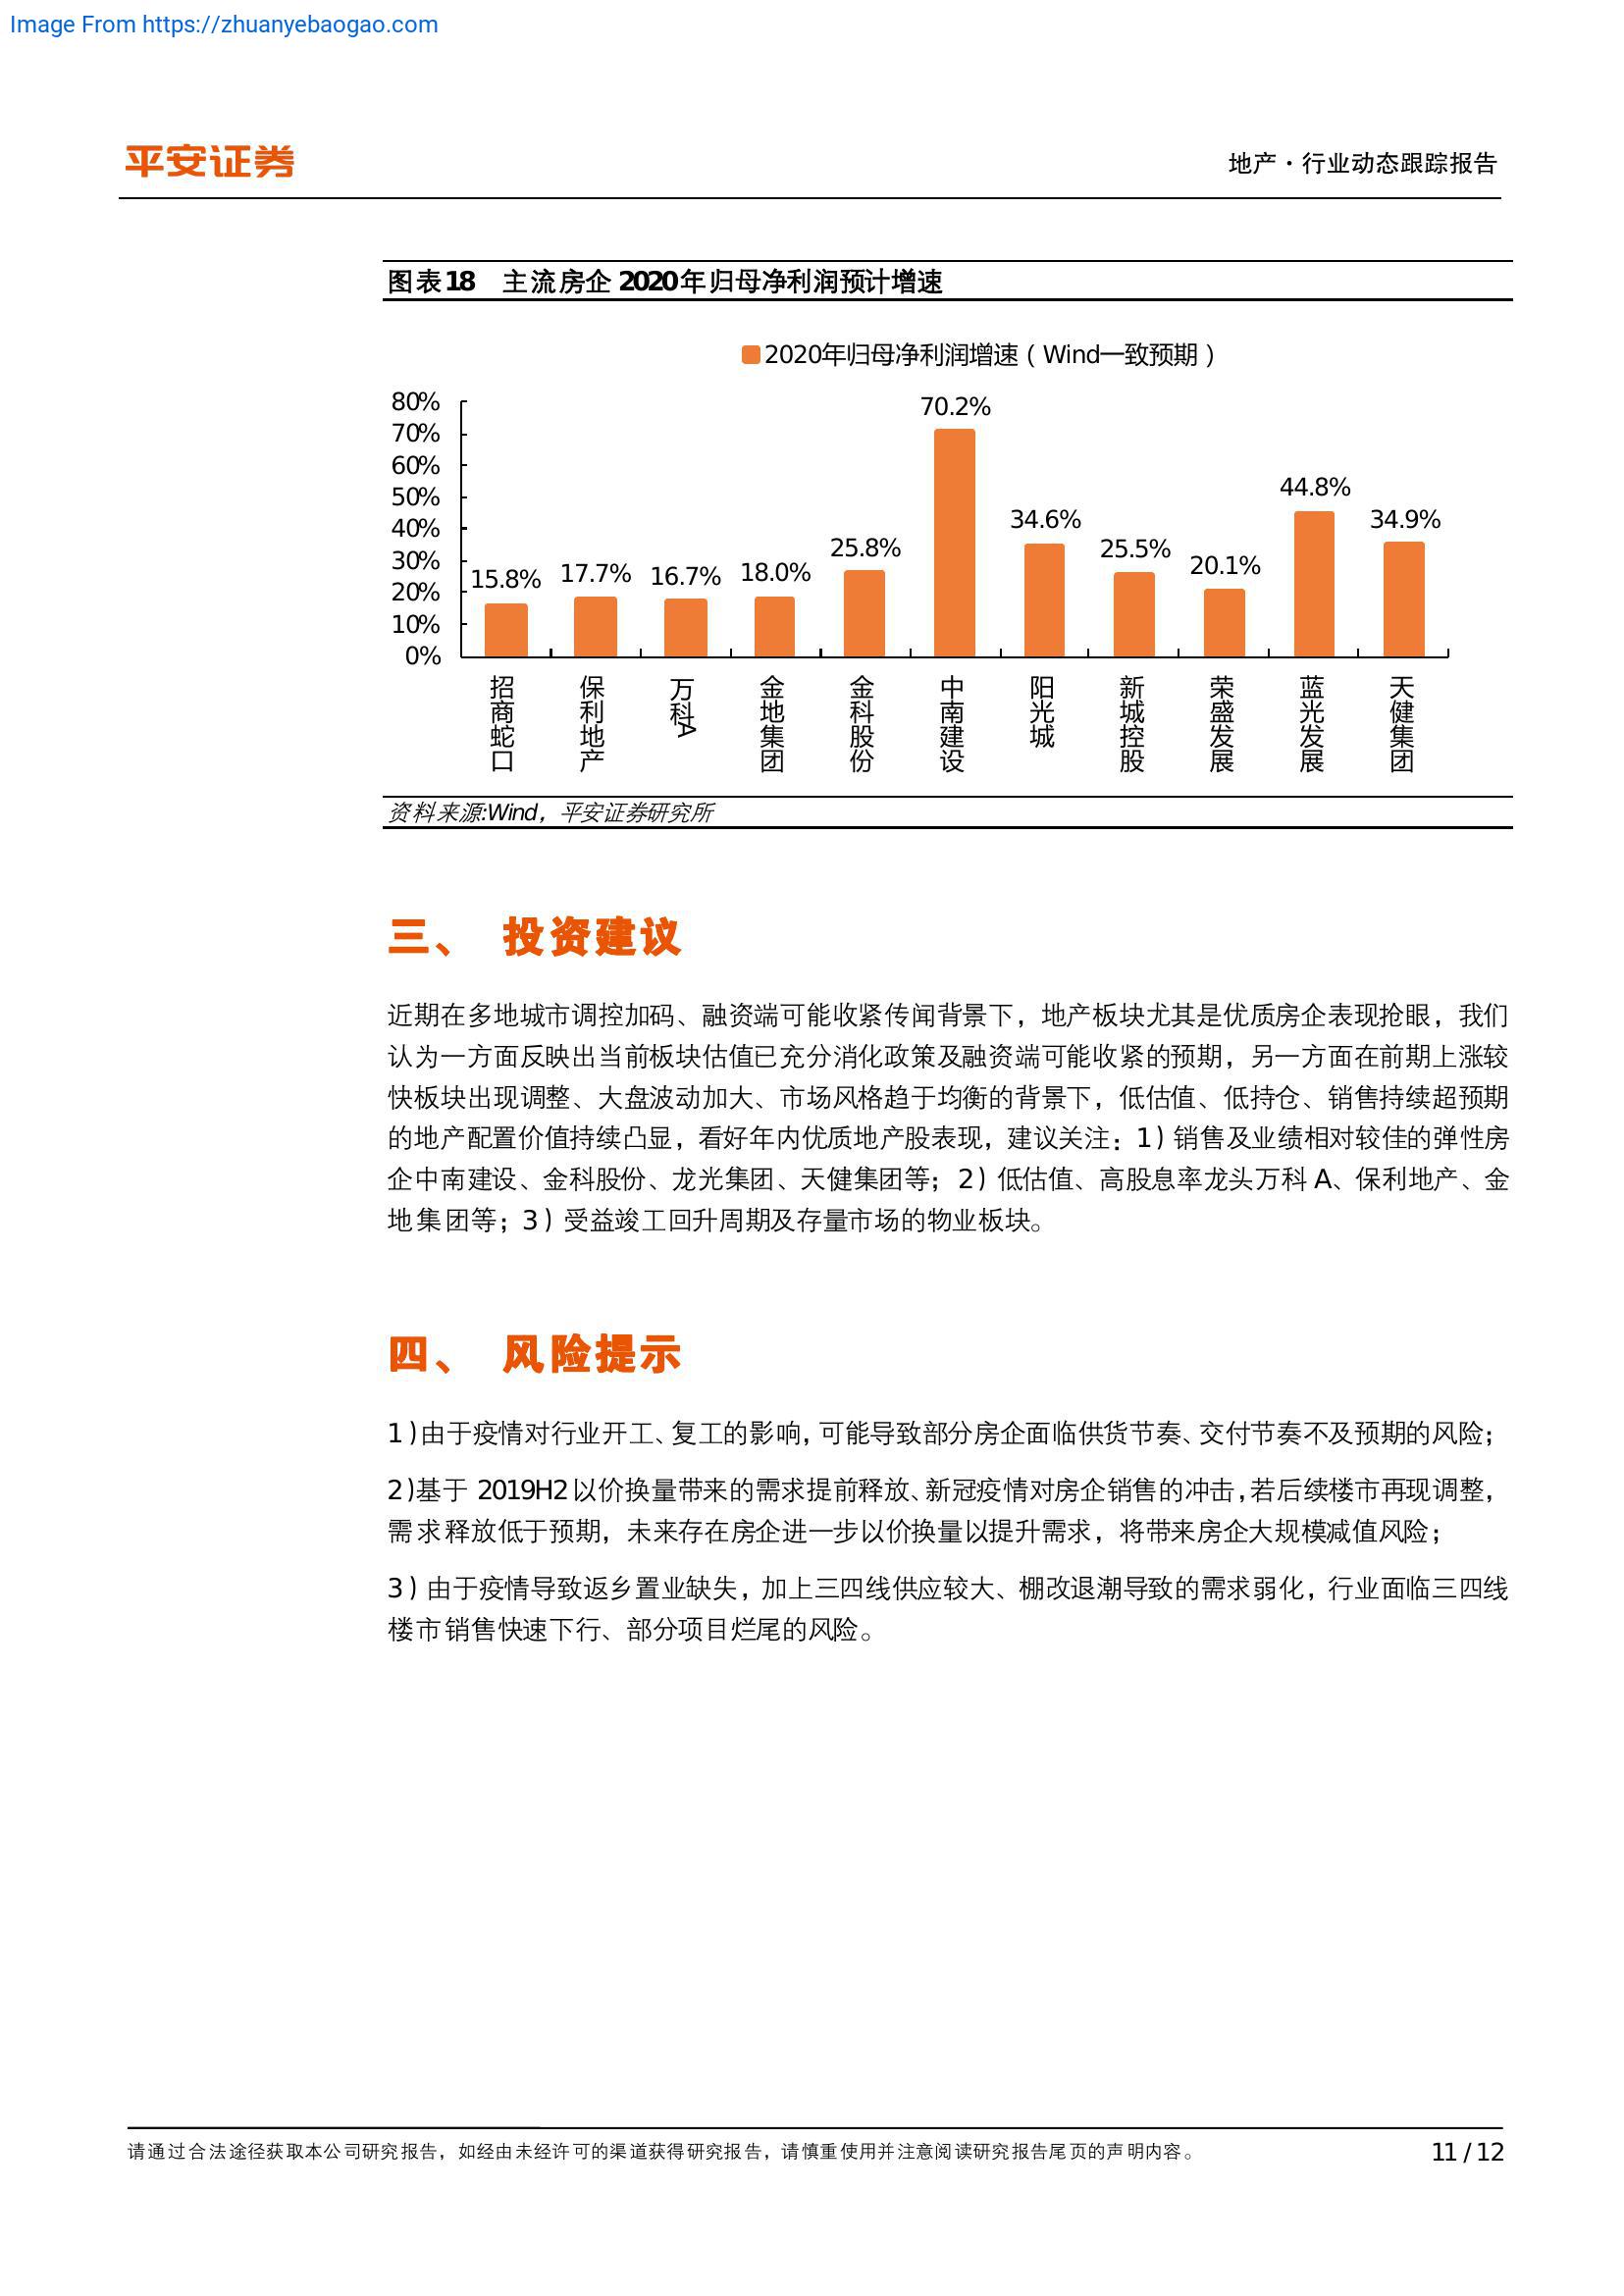 Image From https://zhuanyebaogao.com
平安证券
地产·行业动态跟踪报告
图表18 主流房企 2020年归母净利润预计增速
2020年归母净利润增速（Wind一致预期）
80%
70%
60%
50%
40%
30%
20%
10%
0%
15.8%
17.7%
16.7%
18.0%
25.8%
70.2%
34.6%
25.5%
20.1%
44.8%
34.9%
招商蛇口
保利地产
万科A
金地集团
金科股份
中南建设
阳光城
新城控股
荣盛发展
蓝光发展
天健集团
资料来源:Wind，平安证券研究所
三、 投资建议
近期在多地城市调控加码、融资端可能收紧传闻背景下，地产板块尤其是优质房企表现抢眼，我们
认为一方面反映出当前板块估值已充分消化政策及融资端可能收紧的预期，另一方面在前期上涨较
快板块出现调整、大盘波动加大、市场风格趋于均衡的背景下，低估值、低持仓、销售持续超预期
的地产配置价值持续凸显，看好年内优质地产股表现，建议关注：1）销售及业绩相对较佳的弹性房
企中南建设、金科股份、龙光集团、天健集团等；2）低估值、高股息率龙头万科 A、保利地产、金
地集团等；3）受益竣工回升周期及存量市场的物业板块。
四、 风险提示
1）由于疫情对行业开工、复工的影响，可能导致部分房企面临供货节奏、交付节奏不及预期的风险；
2）基于 2019H2 以价换量带来的需求提前释放、新冠疫情对房企销售的冲击，若后续楼市再现调整，
需求释放低于预期，未来存在房企进一步以价换量以提升需求，将带来房企大规模减值风险；
3）由于疫情导致返乡置业缺失，加上三四线供应较大、棚改退潮导致的需求弱化，行业面临三四线
楼市销售快速下行、部分项目烂尾的风险。
请通过合法途径获取本公司研究报告，如经由未经许可的渠道获得研究报告，请慎重使用并注意阅读研究报告尾页的声明内容。
11 / 12